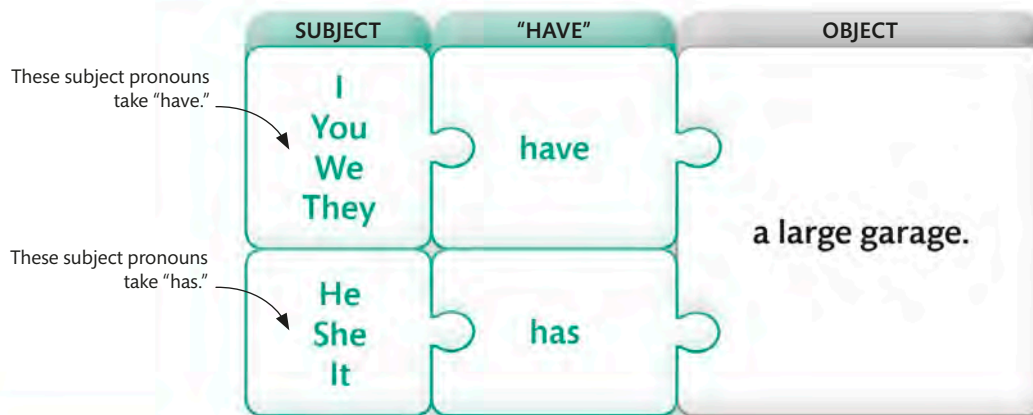 SUBJECT
“HAVE”
OBJECT
These subject pronouns
take “have.”
I
You
We
They
have
a large garage.
These subject pronouns
take “has.”
He
She
It
has